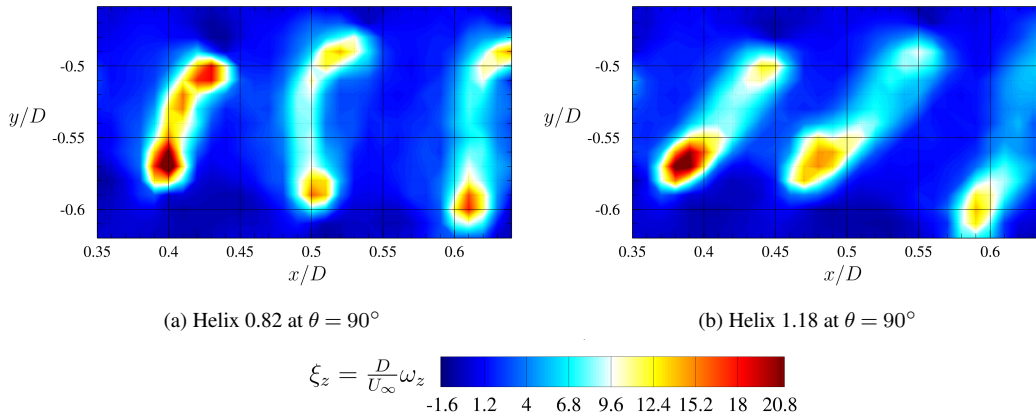 -0.5
-0.5
y/D
y/D
-0.55
-0.55
-0.6
-0.6
0.35 0.4 0.45 0.5 0.55 0.6
0.35 0.4 0.45 0.5 0.55 0.6
x/D
x/D
(a) Helix 0.82 at θ = 90°
(b) Helix 1.18 at θ = 90°
ξz = D/U∞ ωz
-1.6 1.2 4 6.8 9.6 12.4 15.2 18 20.8